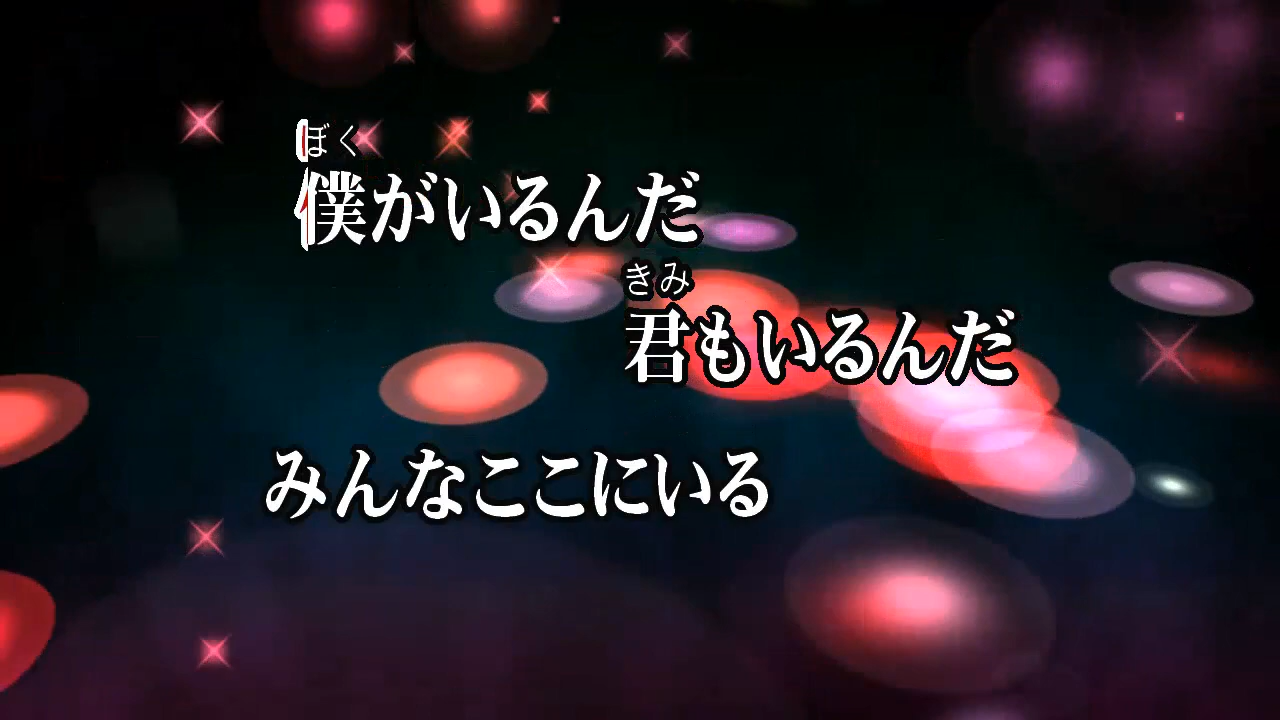 ぼく
僕がいるんだ
きみ
君もいるんだ
みんなここにいる